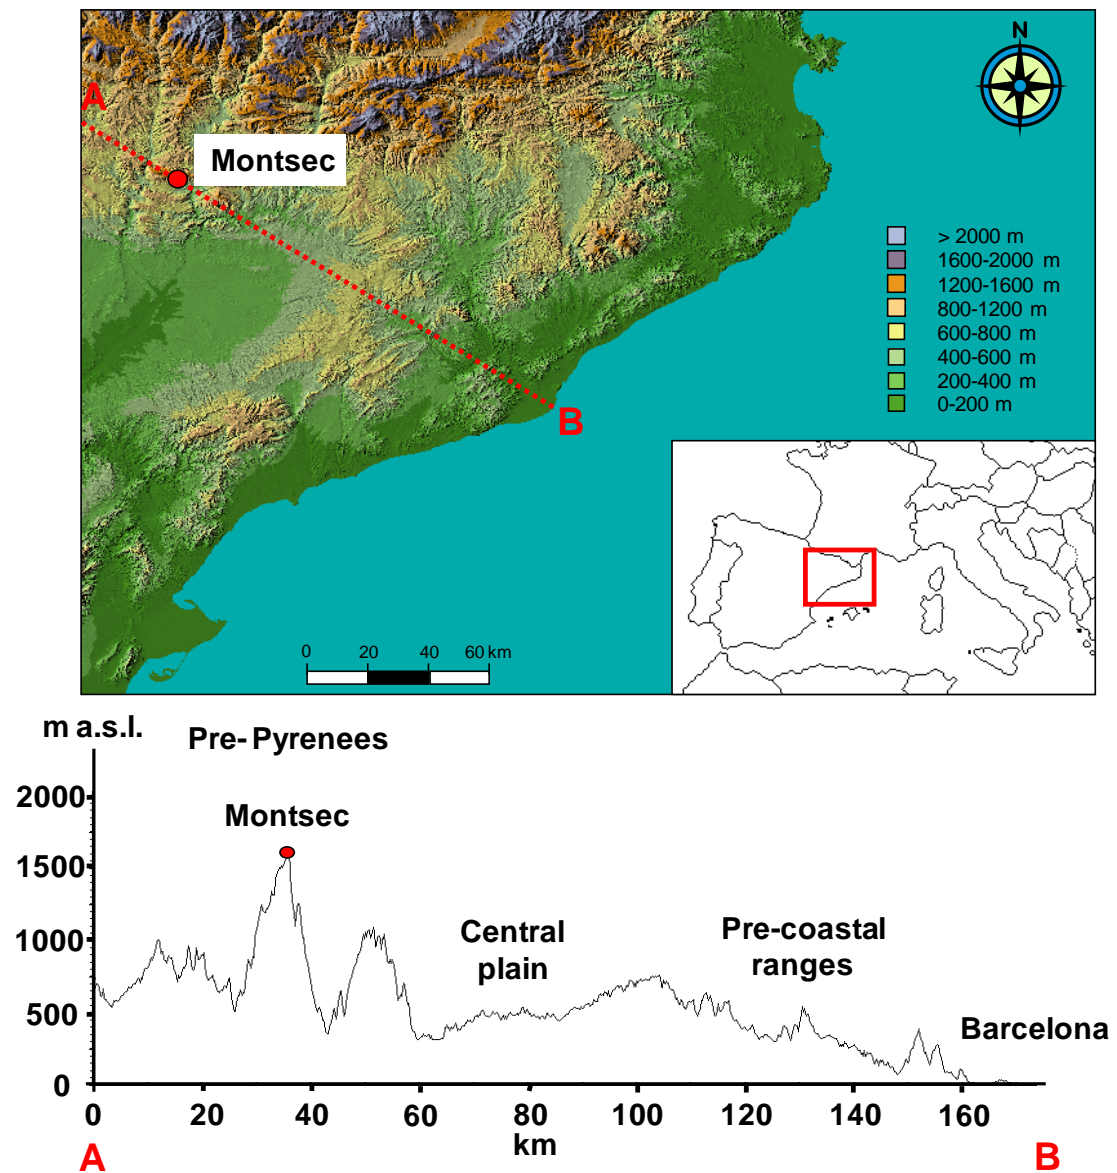 N
A
Montsec
> 2000 m
1600-2000 m
1200-1600 m
800-1200 m
600-800 m
400-600 m
200-400 m
0-200 m
B
0 20 40 60 km
m a.s.l.
Pre-Pyrenees
2000
Montsec
1500
1000
Central
plain
Pre-coastal
ranges
500
Barcelona
0
0 20 40 60 80 100 120 140 160
km
A B